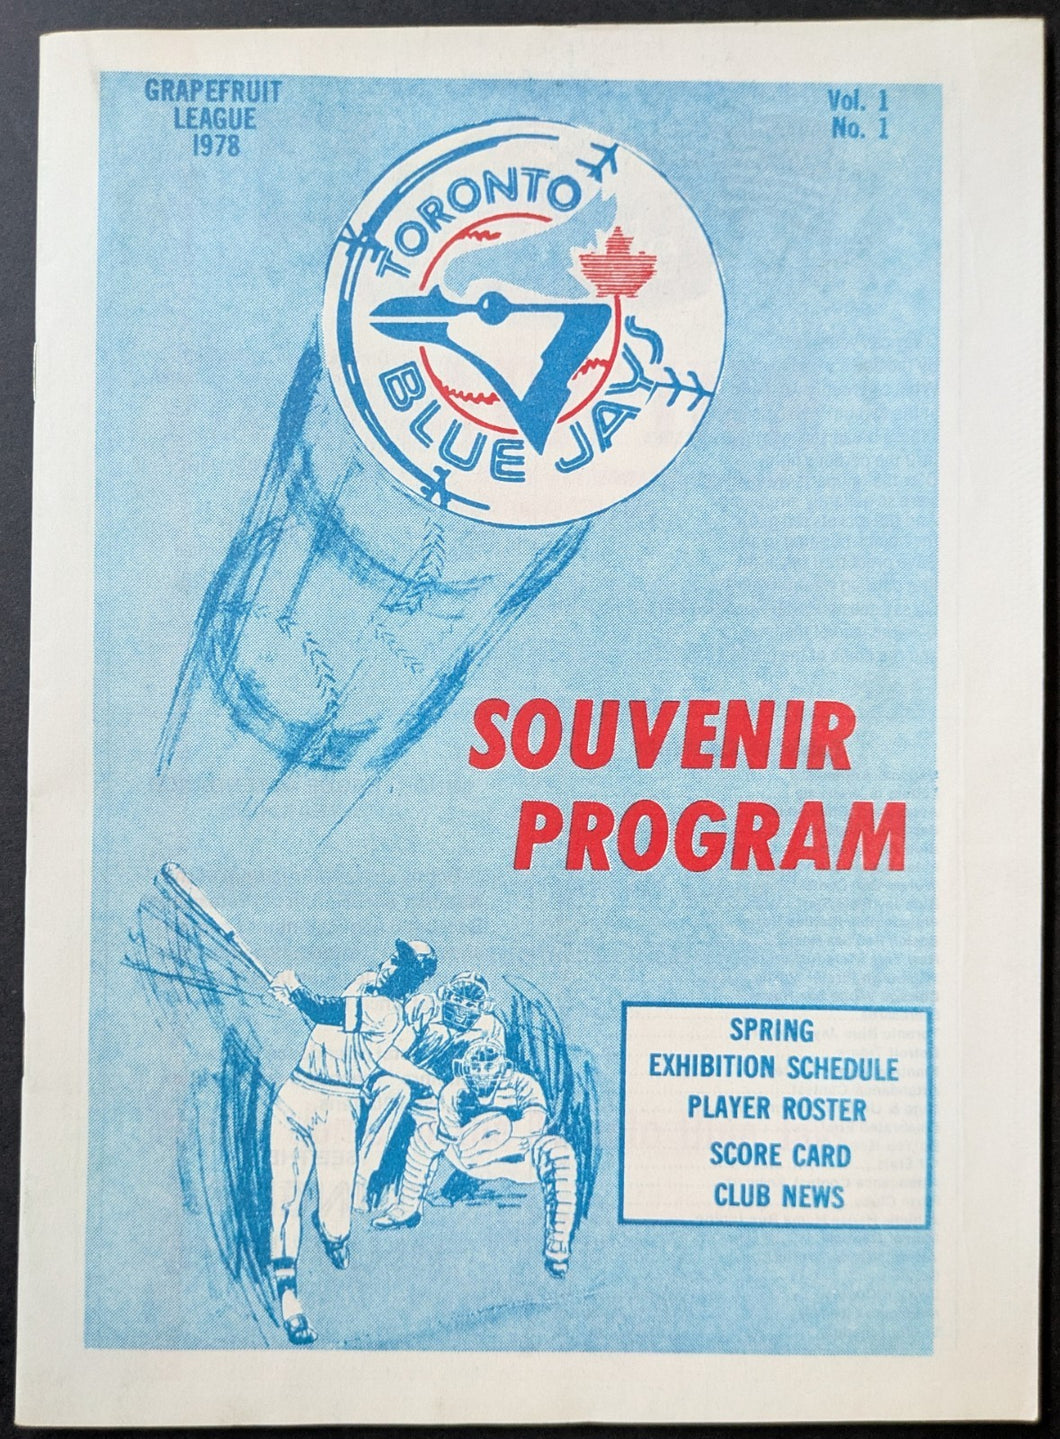 GRAPEFRUIT
LEAGUE
1978
Vol. 1
No. 1
TORONTO
BLUE JAYS
SOUVENIR
PROGRAM
SPRING
EXHIBITION SCHEDULE
PLAYER ROSTER
SCORE CARD
CLUB NEWS